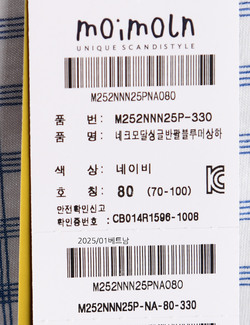 moimoln
UNIQUE SCANDISTYLE
M252NNN25PNA080
품 번: M252NNN25P-330
품 명: 네크모달싱글반팔블루미상하
색 상: 네이비
호 칭: 80 (70-100)
안전확인신고
확인증번호: CB014R1596-1008
2025/01베트남
M252NNN25PNA080
M252NNN25P-NA-80-330